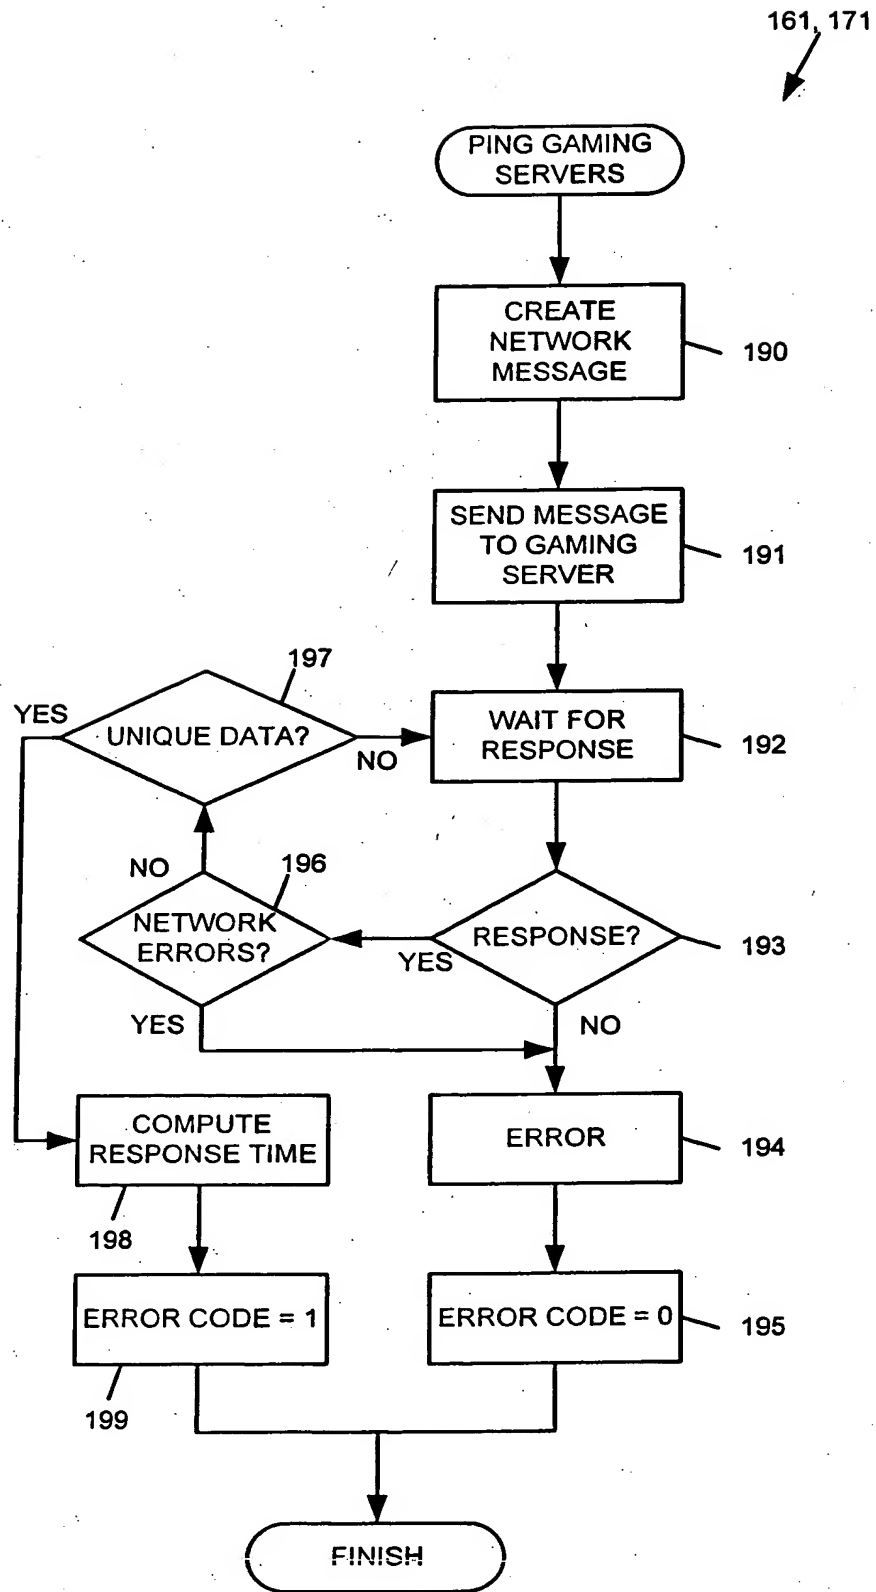 161, 171
PING GAMING
SERVERS
CREATE
NETWORK
MESSAGE
190
SEND MESSAGE
TO GAMING
SERVER
191
197
YES
UNIQUE DATA?
NO
WAIT FOR
RESPONSE
192
NO
196
NETWORK
ERRORS?
YES
RESPONSE?
193
YES
NO
COMPUTE
RESPONSE TIME
198
ERROR
194
ERROR CODE = 1
199
ERROR CODE = 0
195
FINISH